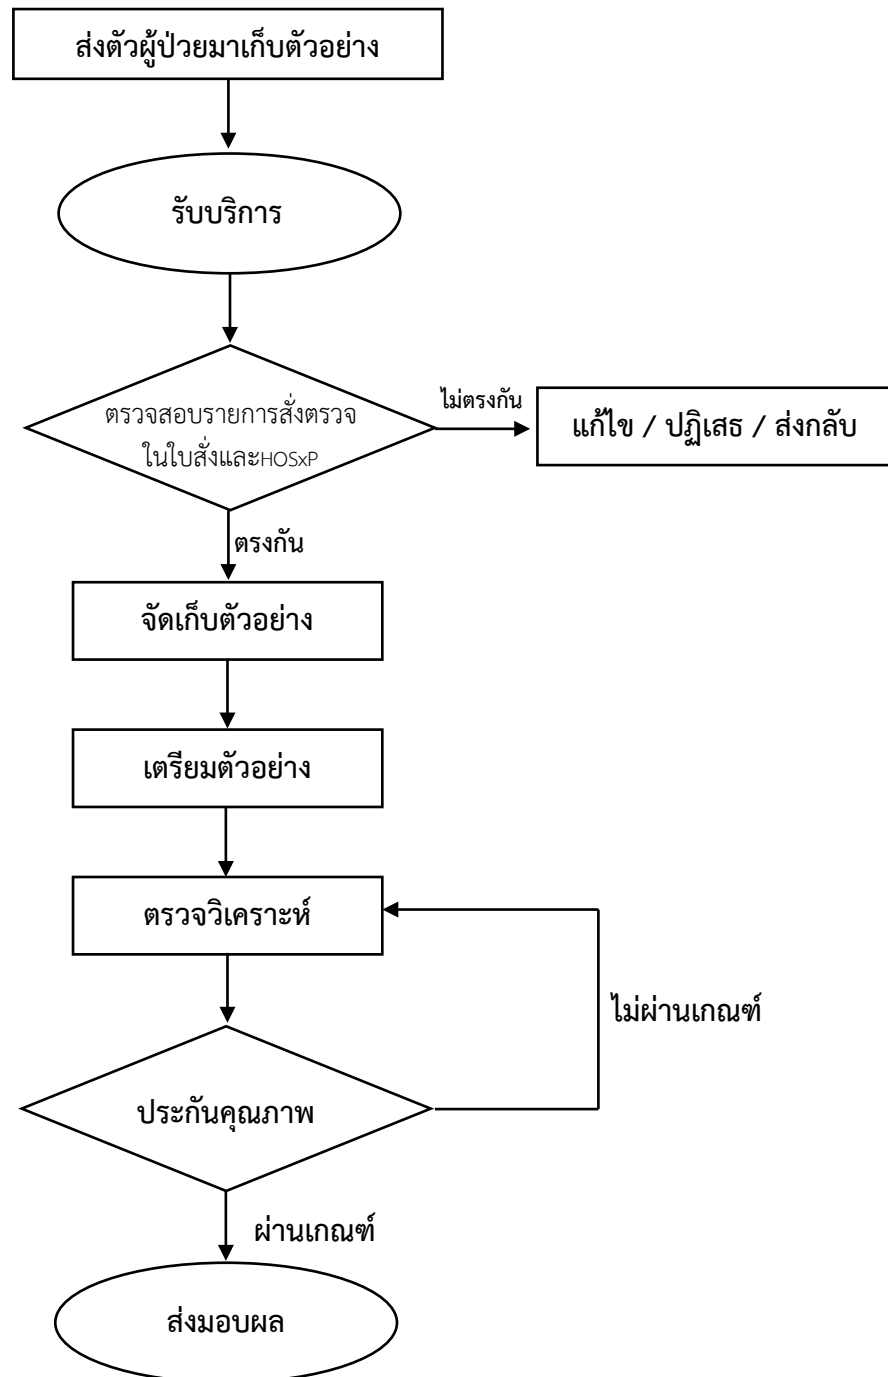 ส่งตัวผู้ป่วยมาเก็บตัวอย่าง
รับบริการ
ตรวจสอบรายการสั่งตรวจ
ในใบสั่งและHOSxP
ไม่ตรงกัน
แก้ไข / ปฏิเสธ / ส่งกลับ
ตรงกัน
จัดเก็บตัวอย่าง
เตรียมตัวอย่าง
ตรวจวิเคราะห์
ไม่ผ่านเกณฑ์
ประกันคุณภาพ
ผ่านเกณฑ์
ส่งมอบผล